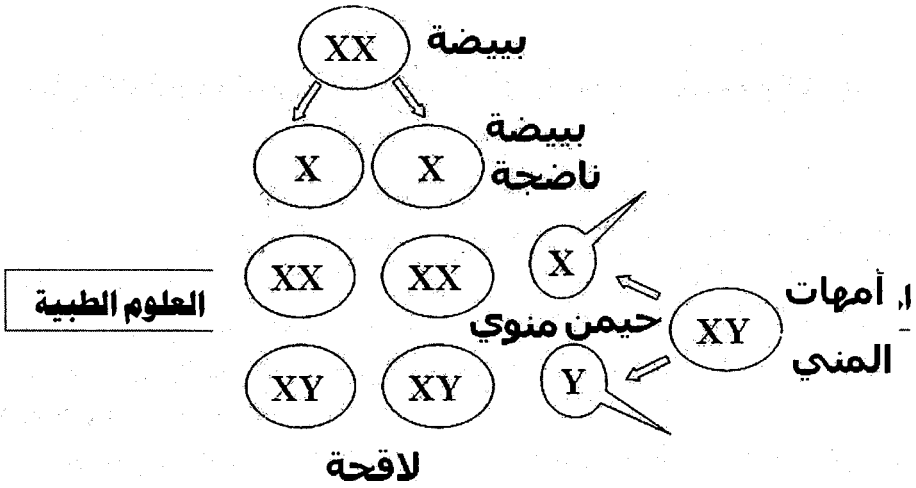 XX بييضة
بييضة
ناضجة
X X
XX XX X
أمهات
العلوم الطبية
حيمن منوي
XY
المني
XY XY Y
لاقحة